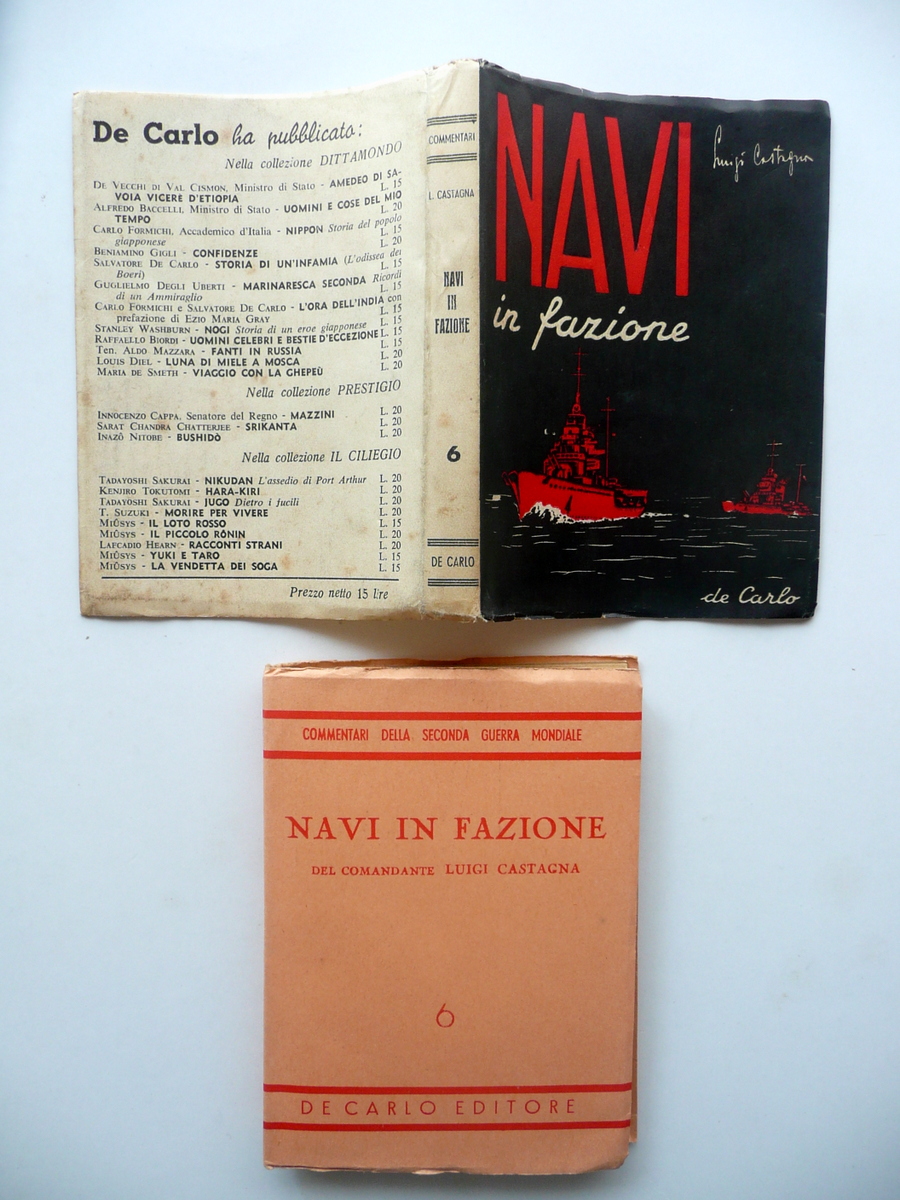 De Carlo ha pubblicato:
Nella collezione DITTAMONDO
DE VECCHI DI VAL CISMON, Ministro di Stato - AMEDEO DI SA-
VOIA VICERE D'ETIOPIA L. 15
ALFREDO BACCELLI, Ministro di Stato - UOMINI E COSE DEL MIO
TEMPO L. 20
CARLO FORMICHI, Accademico d'Italia - NIPPON Storia del popolo
giapponese L. 15
BENIAMINO GIGLI - CONFIDENZE L. 20
SALVATORE DE CARLO - STORIA DI UN'INFAMIA (L'odissea dei
Boeri) L. 15
GUGLIELMO DEGLI UBERTI - MARINARESCA SECONDA Ricordi
di un Ammiraglio L. 15
CARLO FORMICHI e SALVATORE DE CARLO - L'ORA DELL'INDIA con
prefazione di EZIO MARIA GRAY L. 15
STANLEY WASHBURN - NOGI Storia di un eroe giapponese L. 15
RAFFAELLO BIORDI - UOMINI CELEBRI E BESTIE D'ECCEZIONE L. 15
TEN. ALDO MAZZARA - FANTI IN RUSSIA L. 15
LOUIS DIEL - LUNA DI MIELE A MOSCA L. 20
MARIA DE SMETH - VIAGGIO CON LA GHEPEÙ L. 20
Nella collezione PRESTIGIO
INNOCENZO CAPPA, Senatore del Regno - MAZZINI L. 20
SARAT CHANDRA CHATTERJEE - SRIKANTA L. 20
INAZÔ NITOBE - BUSHIDÒ L. 20
Nella collezione IL CILIEGIO
TADAYOSHI SAKURAI - NIKUDAN L'assedio di Port Arthur L. 20
KENJIRO TOKUTOMI - HARA-KIRI L. 20
TADAYOSHI SAKURAI - JUGO Dietro i fucili L. 20
T. SUZUKI - MORIRE PER VIVERE L. 20
MIÛSYS - IL LOTO ROSSO L. 15
MIÛSYS - IL PICCOLO RÒNIN L. 20
LAFCADIO HEARN - RACCONTI STRANI L. 20
MIÛSYS - YUKI E TARO L. 15
MIÛSYS - LA VENDETTA DEI SOGA L. 15
Prezzo netto 15 lire
COMMENTARI
L. CASTAGNA
NAVI
IN
FAZIONE
6
DE CARLO
NAVI
Luigi Castagna
in fazione
de Carlo
COMMENTARI DELLA SECONDA GUERRA MONDIALE
NAVI IN FAZIONE
DEL COMANDANTE LUIGI CASTAGNA
6
DE CARLO EDITORE